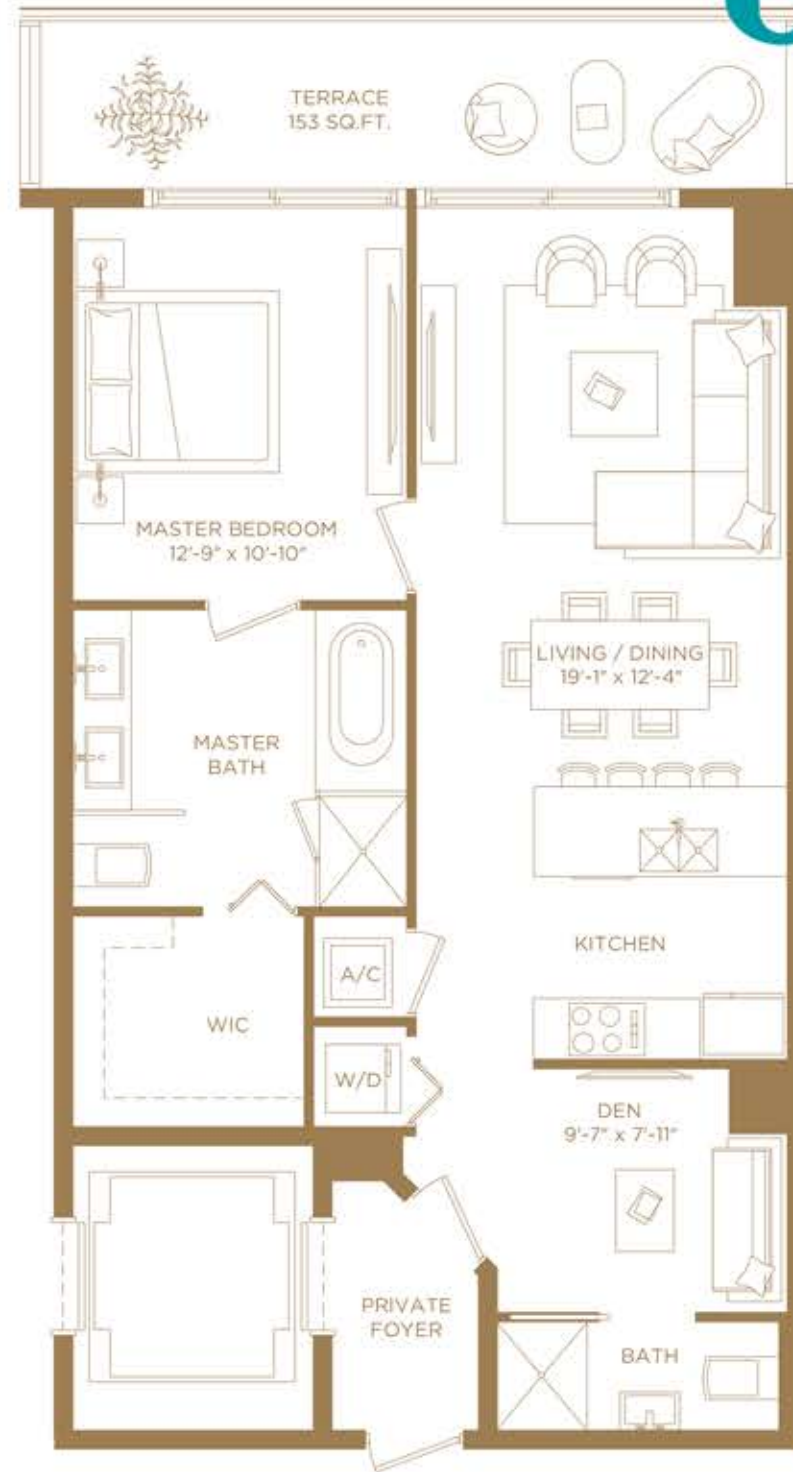 TERRACE
153 SQ.FT.
MASTER BEDROOM
12'-9" x 10'-10"
LIVING / DINING
19'-1" x 12'-4"
MASTER
BATH
KITCHEN
A/C
WIC
W/D
DEN
9'-7" x 7'-11"
PRIVATE
FOYER
BATH